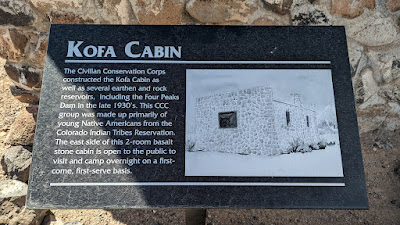 KOFA CABIN
The Civilian Conservation Corps
constructed the Kofa Cabin as
well as several earthen and rock
reservoirs, including the Four Peaks
Dam in the late 1930's. This CCC
group was made up primarily of
young Native Americans from the
Colorado Indian Tribes Reservation.
The east side of this 2-room basalt
stone cabin is open to the public to
visit and camp overnight on a first-
come, first-serve basis.